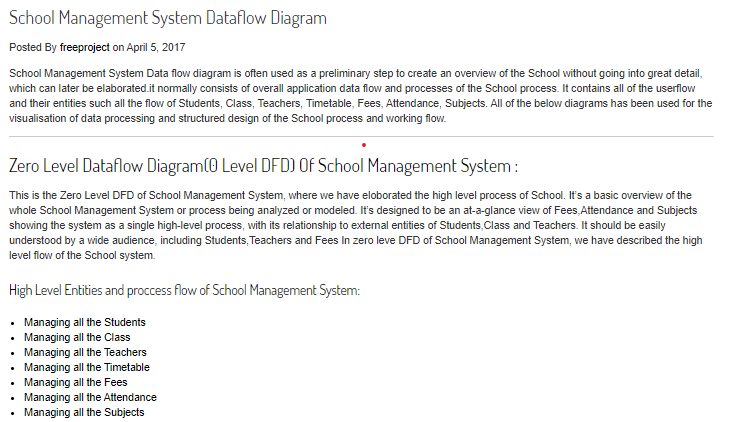 School Management System Dataflow Diagram
Posted By freeproject on April 5, 2017
School Management System Data flow diagram is often used as a preliminary step to create an overview of the School without going into great detail,
which can later be elaborated.it normally consists of overall application data flow and processes of the School process. It contains all of the userflow
and their entities such all the flow of Students, Class, Teachers, Timetable, Fees, Attendance, Subjects. All of the below diagrams has been used for the
visualisation of data processing and structured design of the School process and working flow.
Zero Level Dataflow Diagram(0 Level DFD) Of School Management System :
This is the Zero Level DFD of School Management System, where we have eloborated the high level process of School. It's a basic overview of the
whole School Management System or process being analyzed or modeled. It's designed to be an at-a-glance view of Fees,Attendance and Subjects
showing the system as a single high-level process, with its relationship to external entities of Students,Class and Teachers. It should be easily
understood by a wide audience, including Students,Teachers and Fees In zero leve DFD of School Management System, we have described the high
level flow of the School system.
High Level Entities and proccess flow of School Management System:
• Managing all the Students
• Managing all the Class
• Managing all the Teachers
• Managing all the Timetable
• Managing all the Fees
• Managing all the Attendance
• Managing all the Subjects